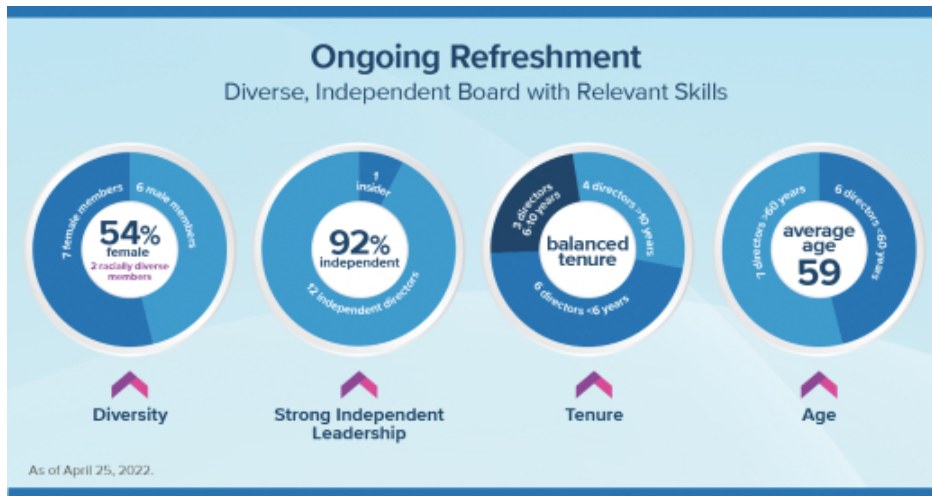 Ongoing Refreshment
Diverse, Independent Board with Relevant Skills
7 female members
6 male members
54%
female
2 racially diverse
members
Diversity
1
insider
92%
independent
12 independent directors
Strong Independent
Leadership
3 directors
6-10 years
4 directors >10 years
balanced
tenure
6 directors <6 years
Tenure
7 directors >60 years
6 directors <60 years
average
age
59
Age
As of April 25, 2022.